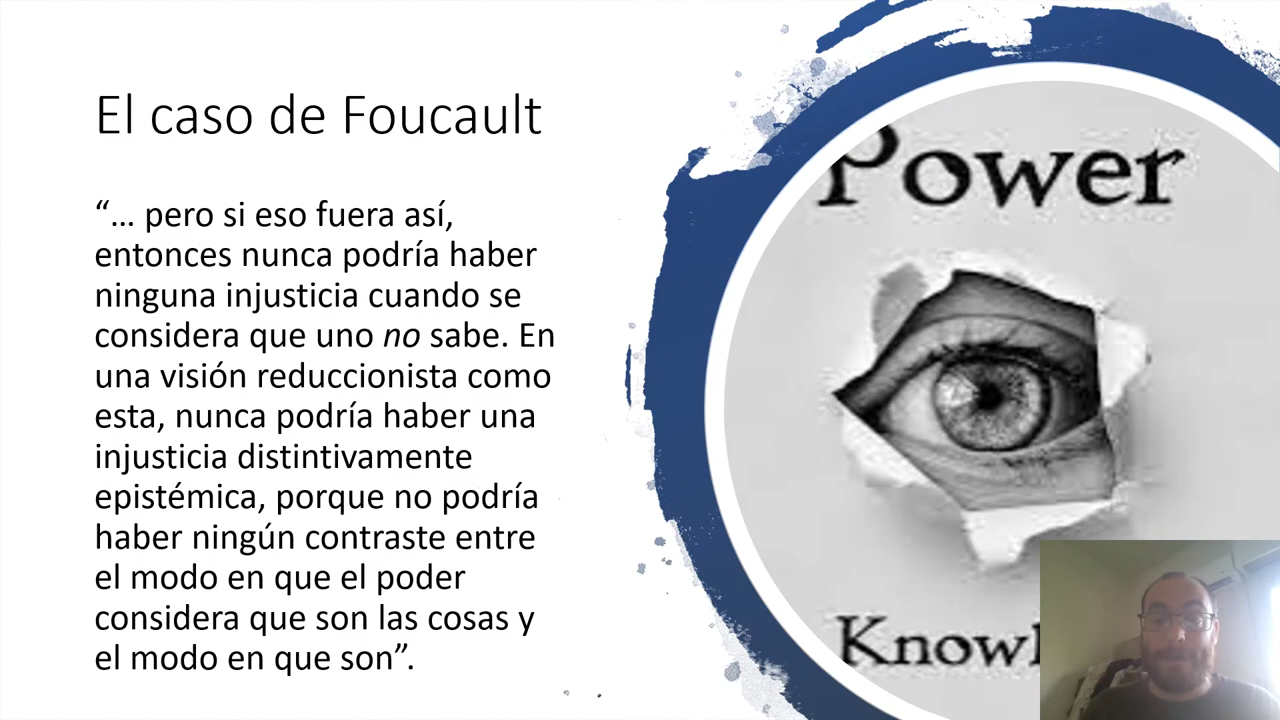 El caso de Foucault
“… pero si eso fuera así,
entonces nunca podría haber
ninguna injusticia cuando se
considera que uno no sabe. En
una visión reduccionista como
esta, nunca podría haber una
injusticia distintivamente
epistémica, porque no podría
haber ningún contraste entre
el modo en que el poder
considera que son las cosas y
el modo en que son”.
Power
Knowl